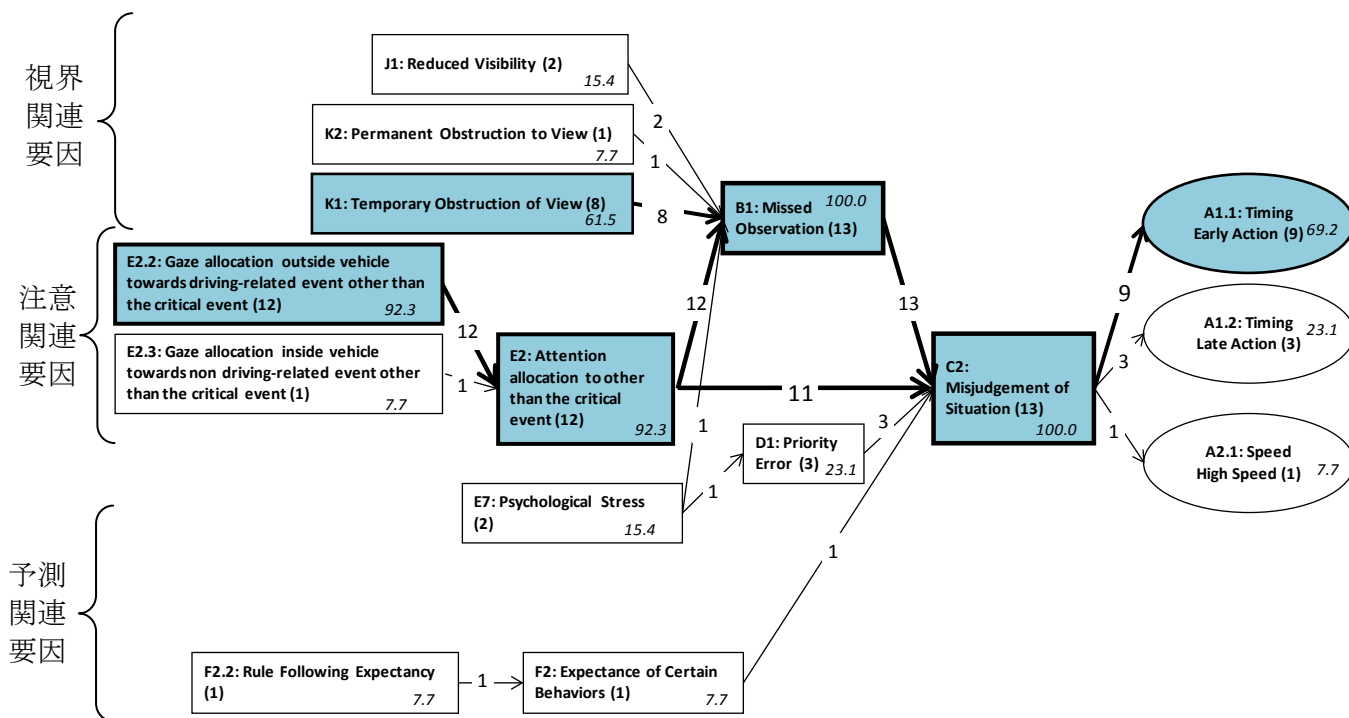 視界
関連
要因
J1: Reduced Visibility (2)
15.4
K2: Permanent Obstruction to View (1)
7.7
K1: Temporary Obstruction of View (8)
61.5
2
1
8
B1: Missed
Observation (13)
100.0
注意
関連
要因
E2.2: Gaze allocation outside vehicle
towards driving-related event other than
the critical event (12)
92.3
E2.3: Gaze allocation inside vehicle
towards non driving-related event other
than the critical event (1)
7.7
12
1
E2: Attention
allocation to other
than the critical
event (12)
92.3
12
11
1
13
E7: Psychological Stress
(2)
15.4
1
D1: Priority
Error (3)
23.1
3
C2:
Misjudgement of
Situation (13)
100.0
9
3
1
A1.1: Timing
Early Action (9)
69.2
A1.2: Timing
Late Action (3)
23.1
A2.1: Speed
High Speed (1)
7.7
予測
関連
要因
F2.2: Rule Following Expectancy
(1)
7.7
1
F2: Expectance of Certain
Behaviors (1)
7.7
1